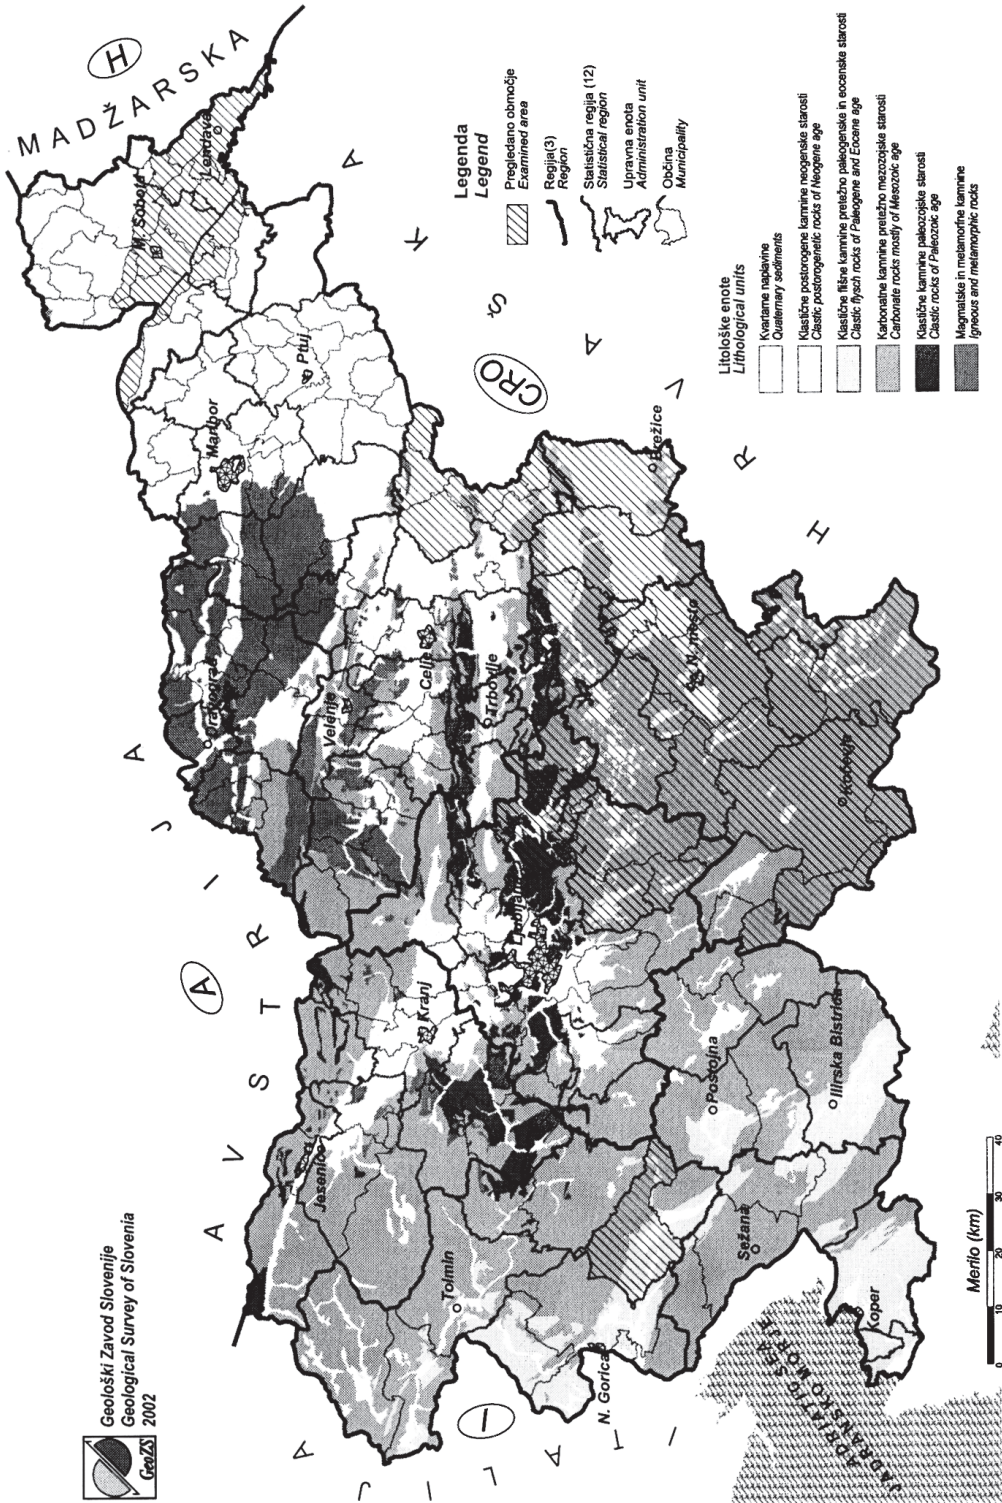 Geološki Zavod Slovenije
Geological Survey of Slovenia
2002
GeoZS
A V S T R I J A
A
MADŽARSKA
H
I T A L I J A
I
H R V A Š K A
CRO
ADRIATIC SEA
JADRANSKO MORJE
Jesenice
Kranj
Tolmin
N. Gorica
Sežana
Koper
Postojna
Ilirska Bistrica
Ljubljana
Dravograd
Velenje
Celje
Trbovlje
Maribor
Ptuj
M. Sobota
Lendava
Brežice
N. mesto
Kočevje
Legenda
Legend
Pregledano območje
Examined area
Regija(3)
Region
Statistična regija (12)
Statistical region
Upravna enota
Administration unit
Občina
Municipality
Litološke enote
Lithological units
Kvartarne naplavine
Quaternary sediments
Klastične postorogene kamnine neogenske starosti
Clastic postorogenetic rocks of Neogene age
Klastične flišne kamnine pretežno paleogenske in eocenske starosti
Clastic flysch rocks of Paleogene and Eocene age
Karbonatne kamnine pretežno mezozojske starosti
Carbonate rocks mostly of Mesozoic age
Klastične kamnine paleozojske starosti
Clastic rocks of Paleozoic age
Magmatske in metamorfne kamnine
Igneous and metamorphic rocks
Merilo (km)
0 10 20 30 40